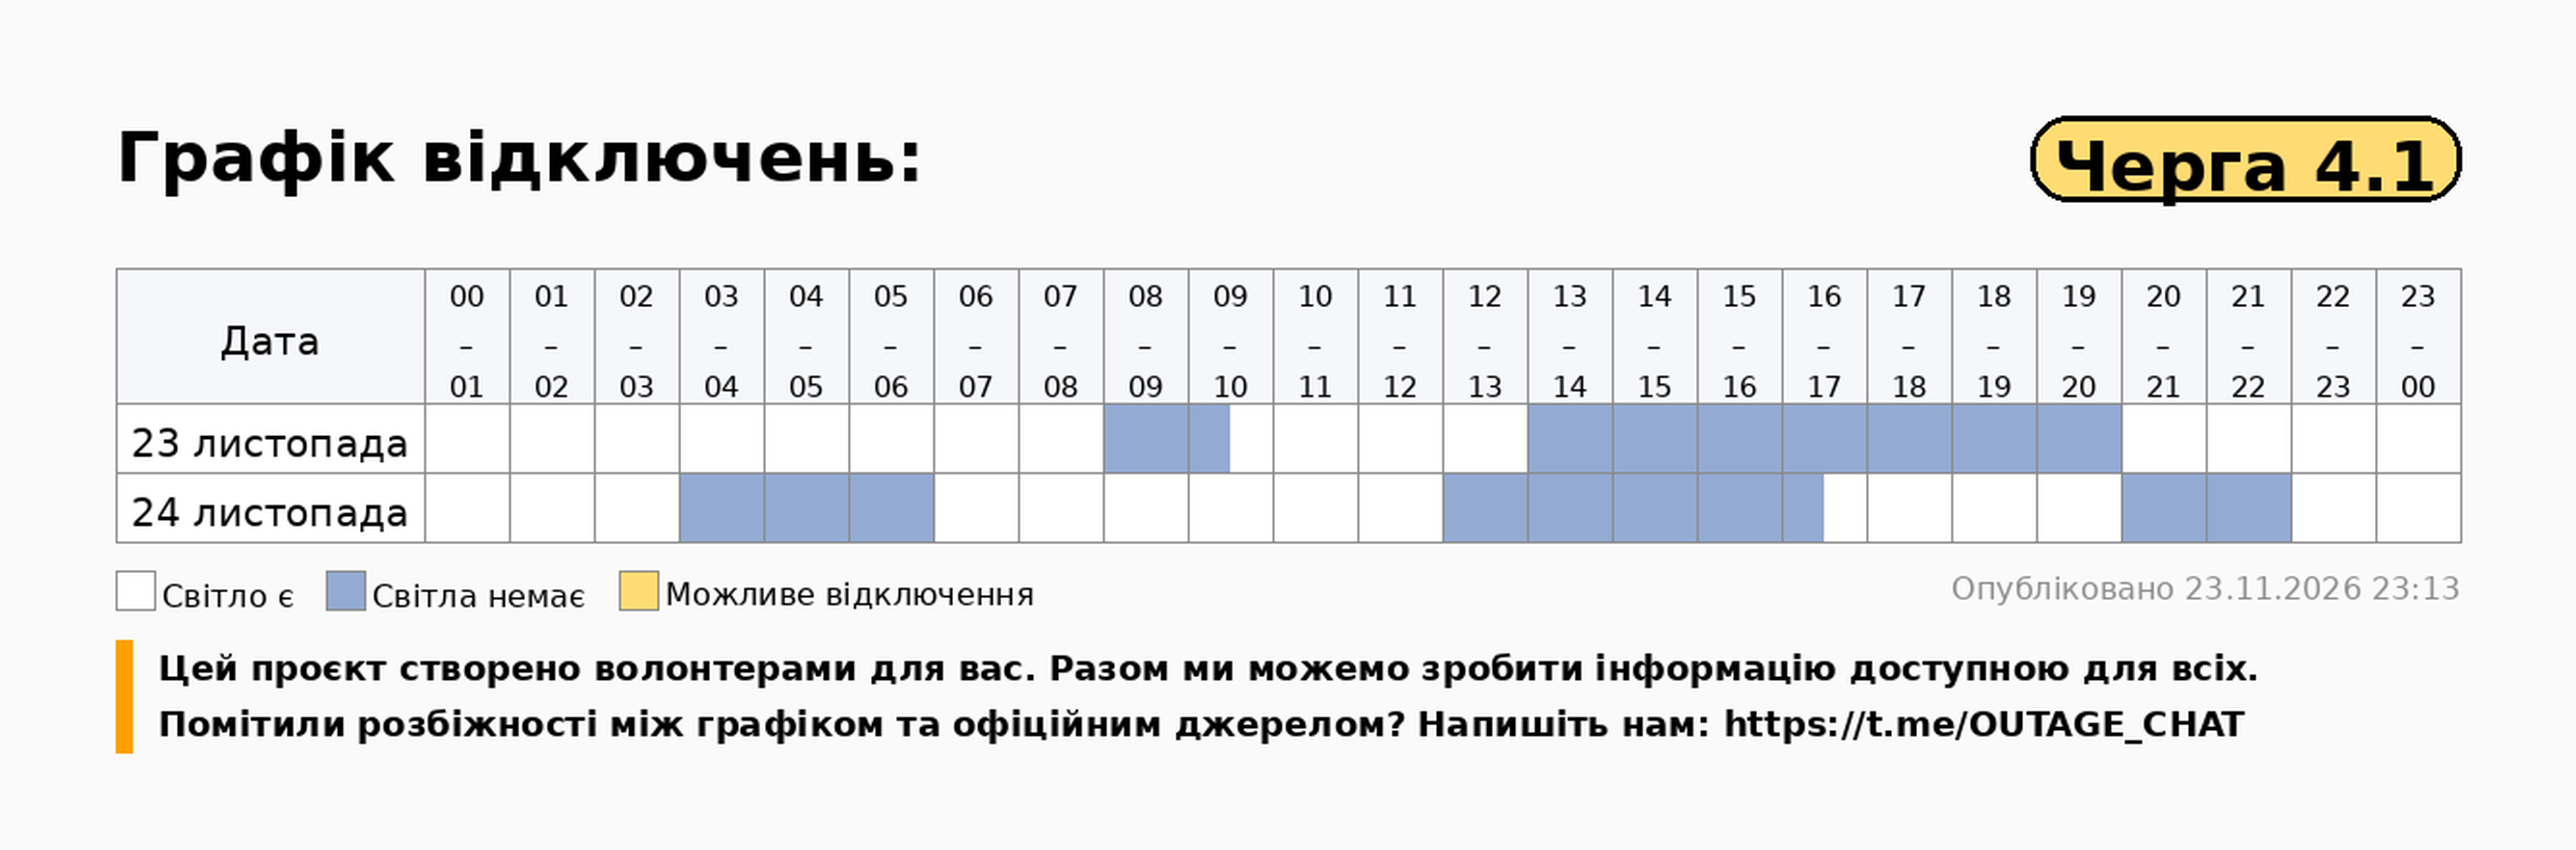 Графік відключень:
Черга 4.1
Дата
00 – 01
01 – 02
02 – 03
03 – 04
04 – 05
05 – 06
06 – 07
07 – 08
08 – 09
09 – 10
10 – 11
11 – 12
12 – 13
13 – 14
14 – 15
15 – 16
16 – 17
17 – 18
18 – 19
19 – 20
20 – 21
21 – 22
22 – 23
23 – 00
23 листопада
24 листопада
Світло є
Світла немає
Можливе відключення
Опубліковано 23.11.2026 23:13
Цей проєкт створено волонтерами для вас. Разом ми можемо зробити інформацію доступною для всіх.
Помітили розбіжності між графіком та офіційним джерелом? Напишіть нам: https://t.me/OUTAGE_CHAT